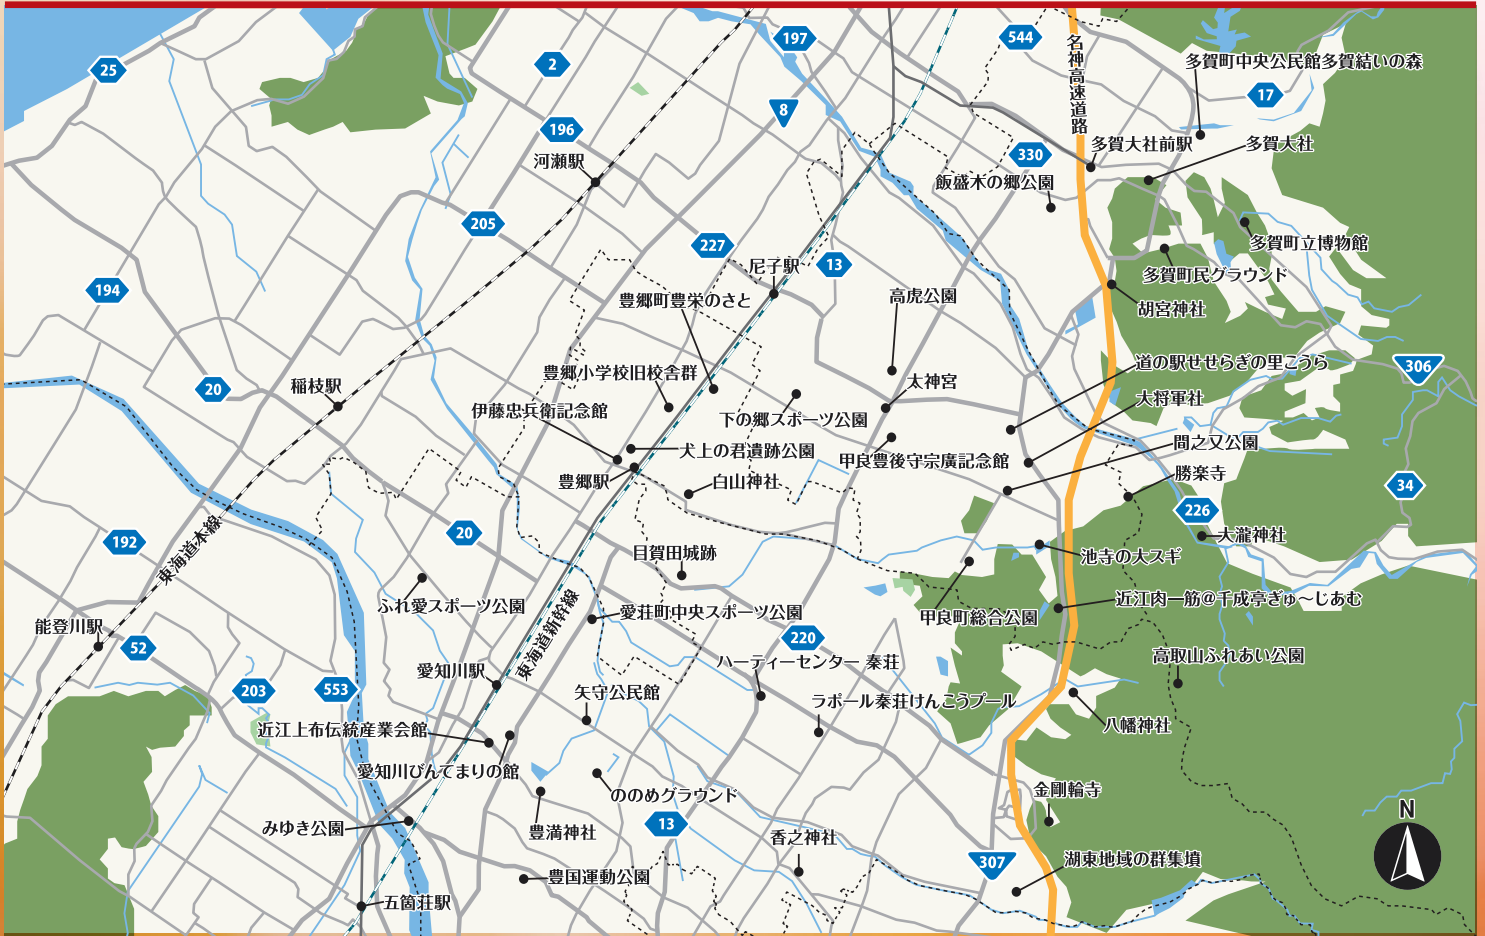 197
544
名神高速道路
2
25
多賀町中央公民館多賀結いの森
17
8
196
河瀬駅
330
多賀大社前駅
多賀大社
飯盛木の郷公園
205
227
13
多賀町立博物館
尼子駅
多賀町民グラウンド
194
豊郷町豊栄のさと
高虎公園
胡宮神社
道の駅せせらぎの里こうら
306
20
稲枝駅
豊郷小学校旧校舎群
太神宮
大将軍社
伊藤忠兵衛記念館
下の郷スポーツ公園
間之又公園
犬上の君遺跡公園
甲良豊後守宗廣記念館
勝楽寺
豊郷駅
白山神社
34
226
20
192
東海道本線
大瀧神社
目賀田城跡
池寺の大スギ
ふれ愛スポーツ公園
愛荘町中央スポーツ公園
甲良町総合公園
近江肉一筋@千成亭ぎゅ~じあむ
能登川駅
52
東海道新幹線
220
ハーティーセンター 秦荘
高取山ふれあい公園
愛知川駅
203
553
矢守公民館
ラポール秦荘けんこうプール
近江上布伝統産業会館
八幡神社
愛知川びんてまりの館
ののめグラウンド
金剛輪寺
みゆき公園
豊満神社
13
香之神社
N
307
湖東地域の群集墳
豊国運動公園
五箇荘駅